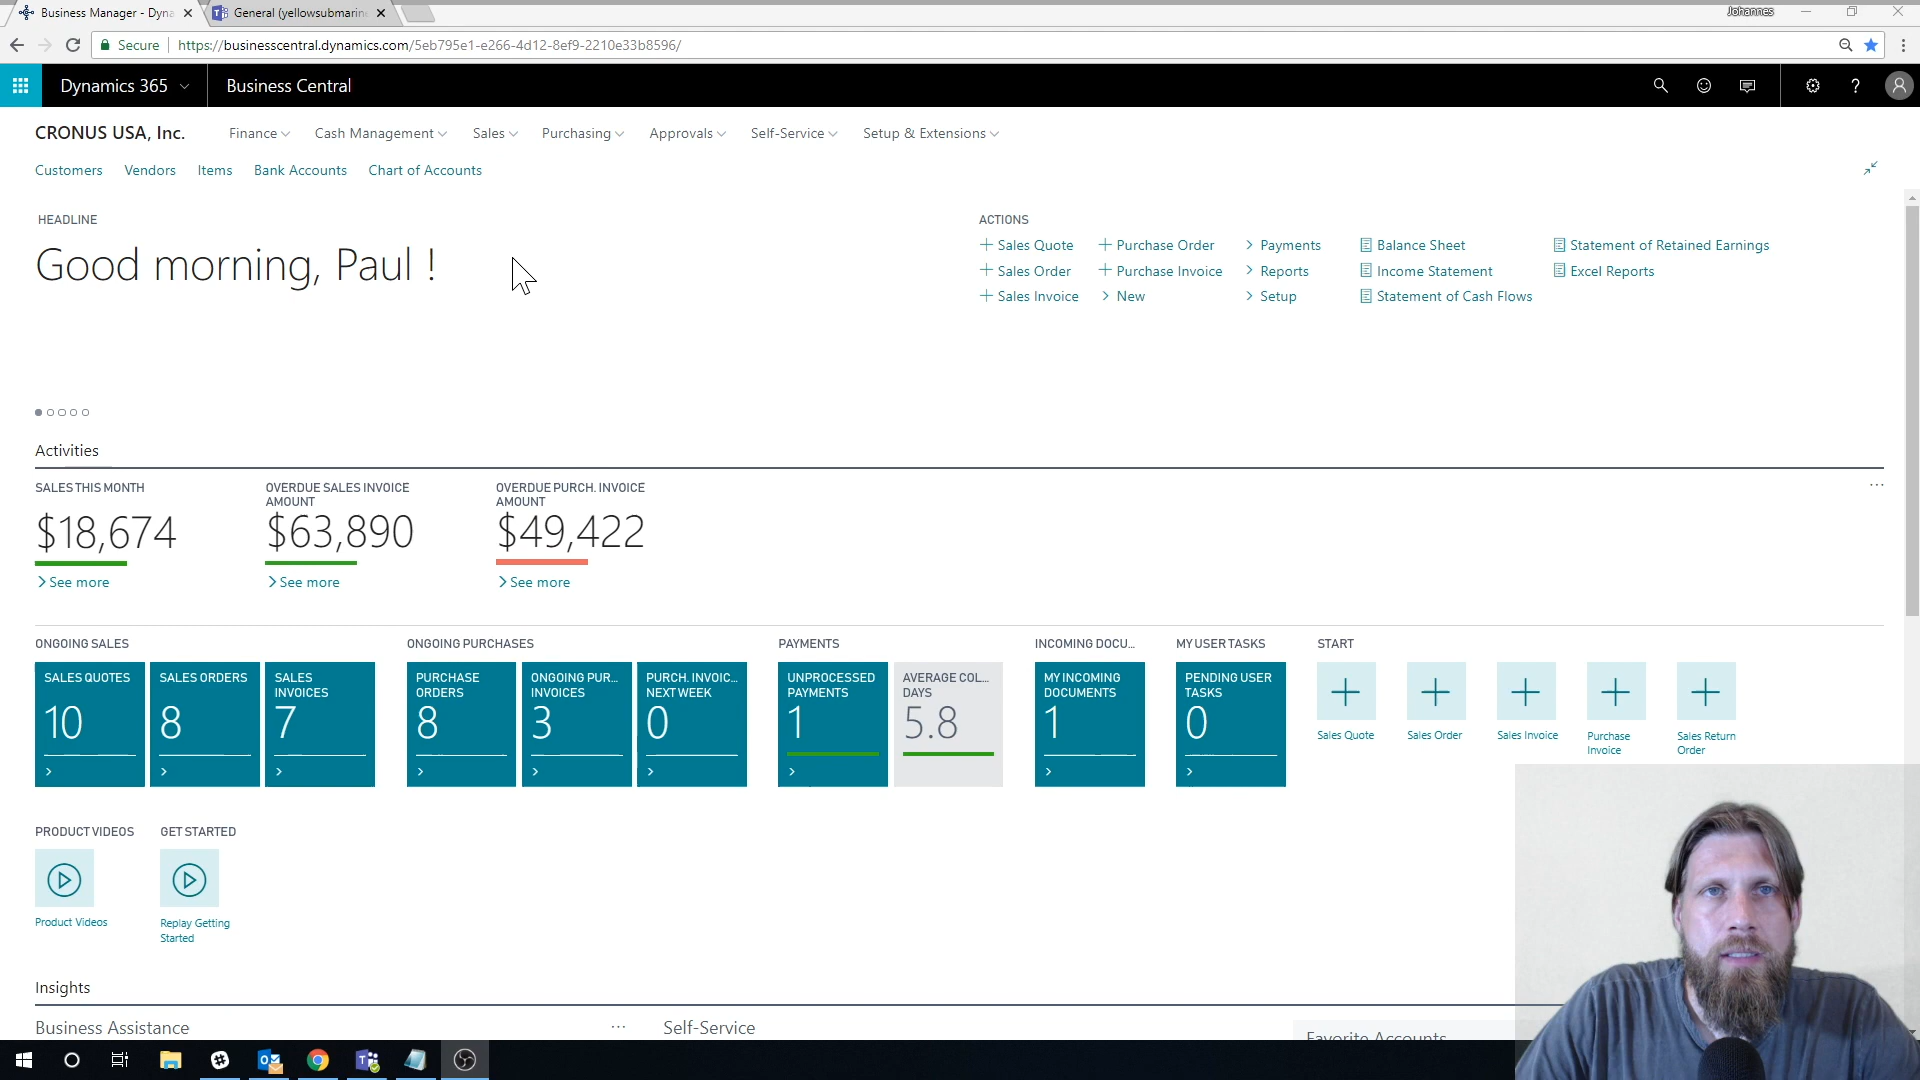 Business Manager - Dyna
General (yellowsubmarin
Johannes
Secure
https://businesscentral.dynamics.com/5eb795e1-e266-4d12-8ef9-2210e33b8596/
Dynamics 365
Business Central
?
CRONUS USA, Inc.
Finance
Cash Management
Sales
Purchasing
Approvals
Self-Service
Setup & Extensions
Customers
Vendors
Items
Bank Accounts
Chart of Accounts
HEADLINE
Good morning, Paul !
ACTIONS
+ Sales Quote
+ Purchase Order
> Payments
Balance Sheet
Statement of Retained Earnings
+ Sales Order
+ Purchase Invoice
> Reports
Income Statement
Excel Reports
+ Sales Invoice
> New
> Setup
Statement of Cash Flows
Activities
SALES THIS MONTH
$18,674
> See more
OVERDUE SALES INVOICE
AMOUNT
$63,890
> See more
OVERDUE PURCH. INVOICE
AMOUNT
$49,422
> See more
...
ONGOING SALES
SALES QUOTES
10
>
SALES ORDERS
8
>
SALES
INVOICES
7
>
ONGOING PURCHASES
PURCHASE
ORDERS
8
>
ONGOING PUR...
INVOICES
3
>
PURCH. INVOIC...
NEXT WEEK
0
>
PAYMENTS
UNPROCESSED
PAYMENTS
1
>
AVERAGE COL...
DAYS
5.8
INCOMING DOCU...
MY INCOMING
DOCUMENTS
1
>
MY USER TASKS
PENDING USER
TASKS
0
>
START
Sales Quote
Sales Order
Sales Invoice
Purchase
Invoice
Sales Return
Order
PRODUCT VIDEOS
Product Videos
GET STARTED
Replay Getting
Started
Insights
Business Assistance
...
Self-Service
Favorite Accounts